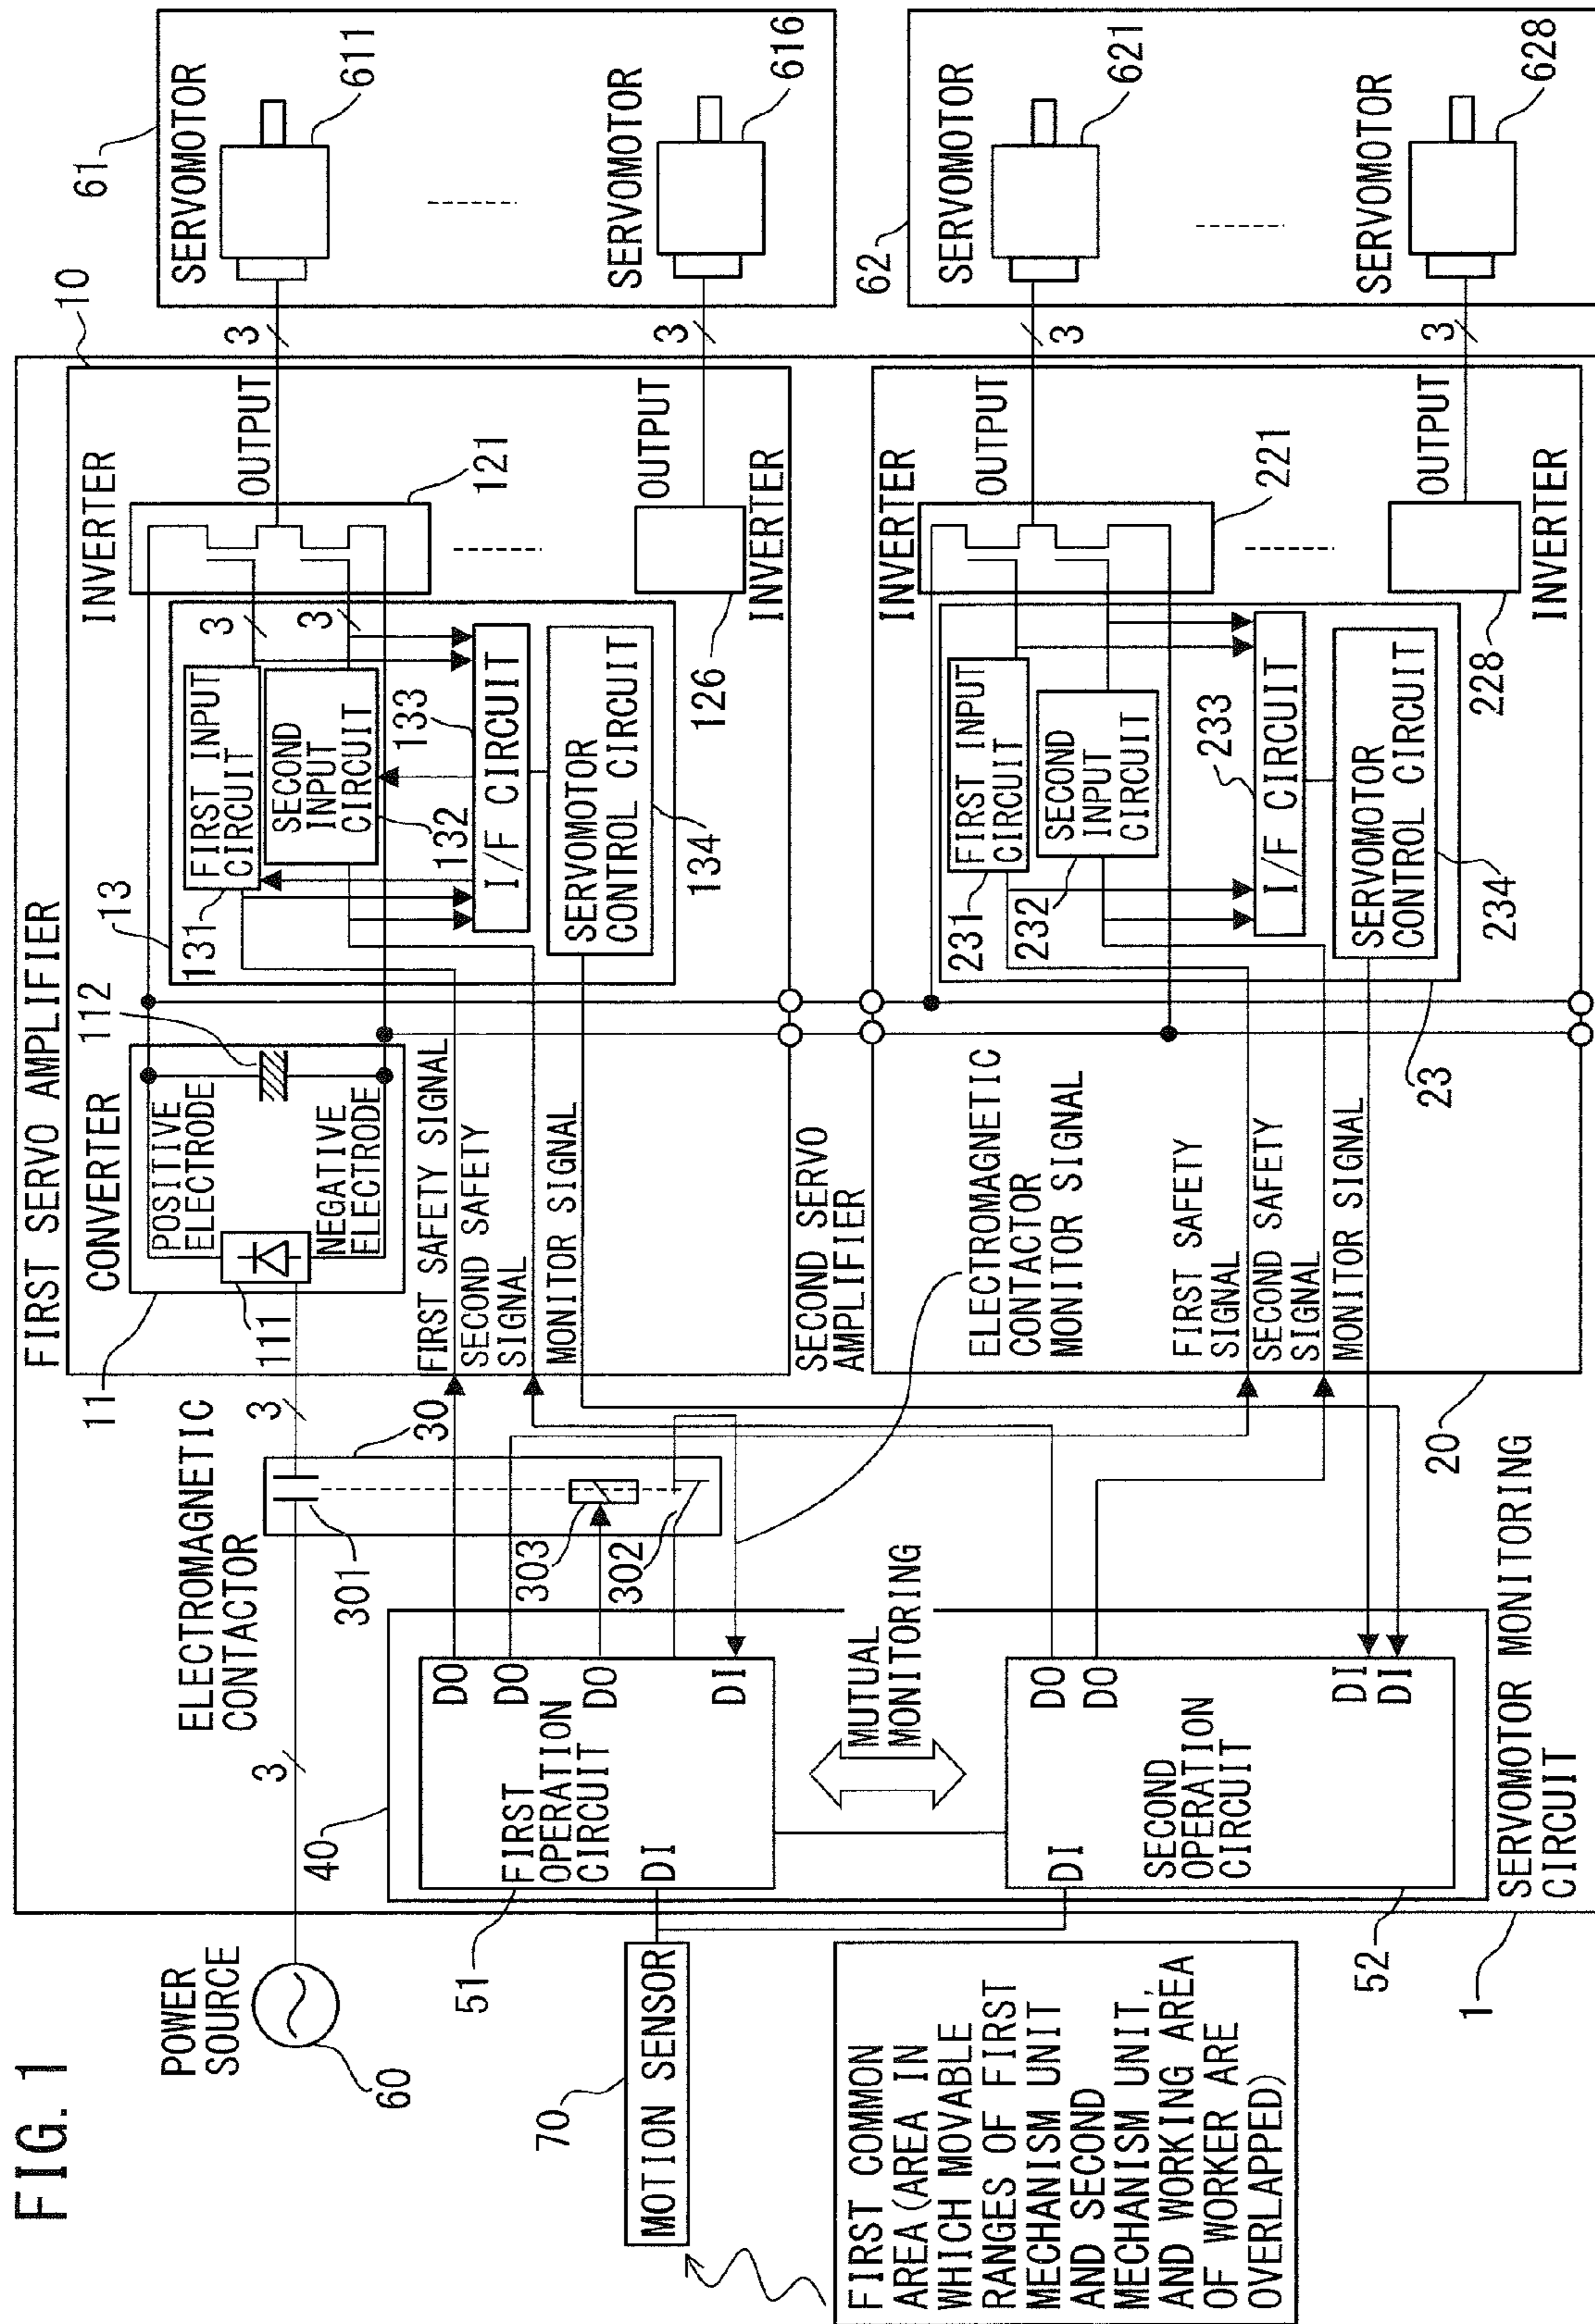 FIG. 1
POWER
SOURCE
60
3
ELECTROMAGNETIC
CONTACTOR
301
303
302
30
3
11
FIRST SERVO AMPLIFIER
10
CONVERTER
POSITIVE
ELECTRODE
NEGATIVE
ELECTRODE
111
112
13
FIRST SAFETY SIGNAL
SECOND SAFETY
SIGNAL
MONITOR SIGNAL
131
FIRST INPUT
CIRCUIT
SECOND
INPUT
CIRCUIT
132
133
I/F CIRCUIT
SERVOMOTOR
CONTROL CIRCUIT
134
3
3
INVERTER
OUTPUT
121
126
OUTPUT
INVERTER
3
3
61
SERVOMOTOR
611
SERVOMOTOR
616
40
51
FIRST
OPERATION
CIRCUIT
DI
DO
DO
DO
DI
MUTUAL
MONITORING
DI
SECOND
OPERATION
CIRCUIT
DO
DO
DI
DI
52
SERVOMOTOR MONITORING
CIRCUIT
1
70
MOTION SENSOR
FIRST COMMON
AREA(AREA IN
WHICH MOVABLE
RANGES OF FIRST
MECHANISM UNIT
AND SECOND
MECHANISM UNIT,
AND WORKING AREA
OF WORKER ARE
OVERLAPPED)
SECOND SERVO
AMPLIFIER
20
ELECTROMAGNETIC
CONTACTOR
MONITOR SIGNAL
FIRST SAFETY
SIGNAL
SECOND SAFETY
SIGNAL
MONITOR SIGNAL
23
231
FIRST INPUT
CIRCUIT
232
SECOND
INPUT
CIRCUIT
233
I/F CIRCUIT
SERVOMOTOR
CONTROL CIRCUIT
234
INVERTER
OUTPUT
221
228
OUTPUT
INVERTER
3
3
62
SERVOMOTOR
621
SERVOMOTOR
628